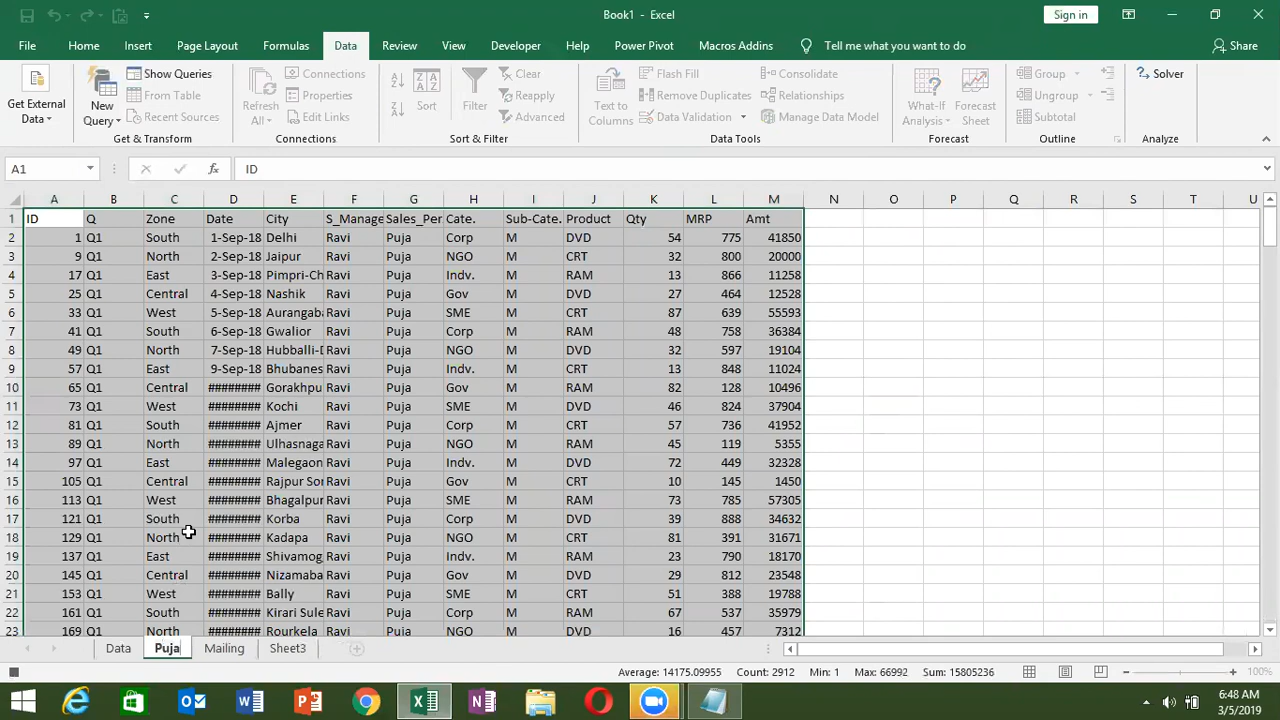 Book1 - Excel
Sign in
File Home Insert Page Layout Formulas Data Review View Developer Help Power Pivot Macros Addins Tell me what you want to do Share
Get External Data
New Query
Show Queries
From Table
Recent Sources
Get & Transform
Refresh All
Connections
Properties
Edit Links
Connections
Sort
Filter
Clear
Reapply
Advanced
Sort & Filter
Text to Columns
Flash Fill
Remove Duplicates
Data Validation
Consolidate
Relationships
Manage Data Model
Data Tools
What-If Analysis
Forecast Sheet
Forecast
Group
Ungroup
Subtotal
Outline
Solver
Analyze
A1 fx ID
A B C D E F G H I J K L M N O P Q R S T U
1 ID Q Zone Date City S_Manage Sales_Per Cate. Sub-Cate. Product Qty MRP Amt
2 1 Q1 South 1-Sep-18 Delhi Ravi Puja Corp M DVD 54 775 41850
3 9 Q1 North 2-Sep-18 Jaipur Ravi Puja NGO M CRT 32 800 20000
4 17 Q1 East 3-Sep-18 Pimpri-Ch Ravi Puja Indv. M RAM 13 866 11258
5 25 Q1 Central 4-Sep-18 Nashik Ravi Puja Gov M DVD 27 464 12528
6 33 Q1 West 5-Sep-18 Aurangaba Ravi Puja SME M CRT 87 639 55593
7 41 Q1 South 6-Sep-18 Gwalior Ravi Puja Corp M RAM 48 758 36384
8 49 Q1 North 7-Sep-18 Hubballi-D Ravi Puja NGO M DVD 32 597 19104
9 57 Q1 East 9-Sep-18 Bhubanes Ravi Puja Indv. M CRT 13 848 11024
10 65 Q1 Central ######## Gorakhpu Ravi Puja Gov M RAM 82 128 10496
11 73 Q1 West ######## Kochi Ravi Puja SME M DVD 46 824 37904
12 81 Q1 South ######## Ajmer Ravi Puja Corp M CRT 57 736 41952
13 89 Q1 North ######## Ulhasnaga Ravi Puja NGO M RAM 45 119 5355
14 97 Q1 East ######## Malegaon Ravi Puja Indv. M DVD 72 449 32328
15 105 Q1 Central ######## Rajpur Son Ravi Puja Gov M CRT 10 145 1450
16 113 Q1 West ######## Bhagalpur Ravi Puja SME M RAM 73 785 57305
17 121 Q1 South ######## Korba Ravi Puja Corp M DVD 39 888 34632
18 129 Q1 North ######## Kadapa Ravi Puja NGO M CRT 81 391 31671
19 137 Q1 East ######## Shivamog Ravi Puja Indv. M RAM 23 790 18170
20 145 Q1 Central ######## Nizamaba Ravi Puja Gov M DVD 29 812 23548
21 153 Q1 West ######## Bally Ravi Puja SME M CRT 51 388 19788
22 161 Q1 South ######## Kirari Sule Ravi Puja Corp M RAM 67 537 35979
23 169 Q1 North ######## Rourkela Ravi Puja NGO M DVD 16 457 7312
Data Puja Mailing Sheet3
Average: 14175.09955 Count: 2912 Min: 1 Max: 66992 Sum: 15805236 100%
6:48 AM
3/5/2019